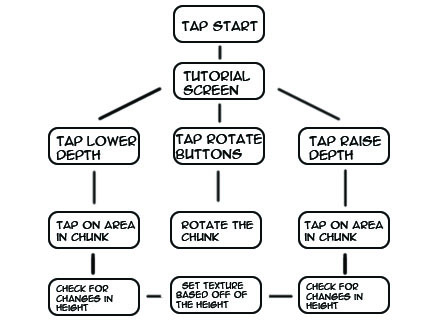 TAP START
TUTORIAL
SCREEN
TAP LOWER
DEPTH
TAP ROTATE
BUTTONS
TAP RAISE
DEPTH
TAP ON AREA
IN CHUNK
ROTATE THE
CHUNK
TAP ON AREA
IN CHUNK
CHECK FOR
CHANGES IN
HEIGHT
SET TEXTURE
BASED OFF OF
THE HEIGHT
CHECK FOR
CHANGES IN
HEIGHT